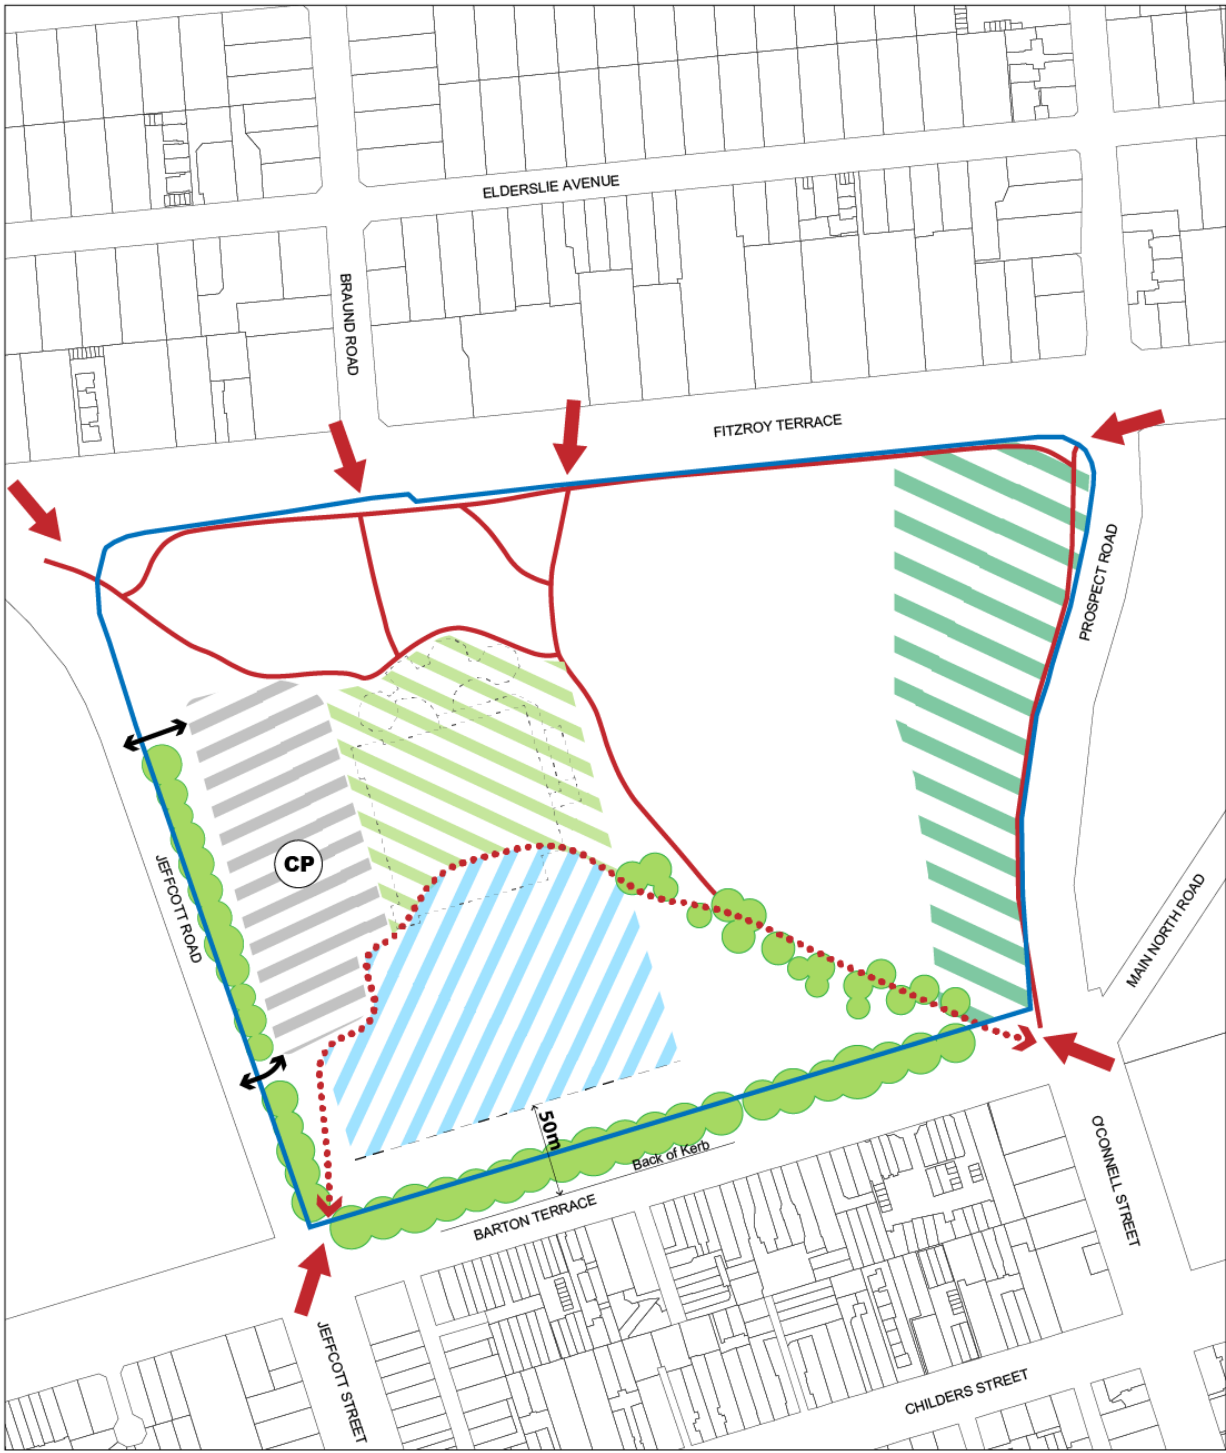 ELDERSLIE AVENUE
BRAUND ROAD
FITZROY TERRACE
PROSPECT ROAD
CP
JEFFCOTT ROAD
MAIN NORTH ROAD
50m
Back of Kerb
BARTON TERRACE
O'CONNELL STREET
JEFFCOTT STREET
CHILDERS STREET